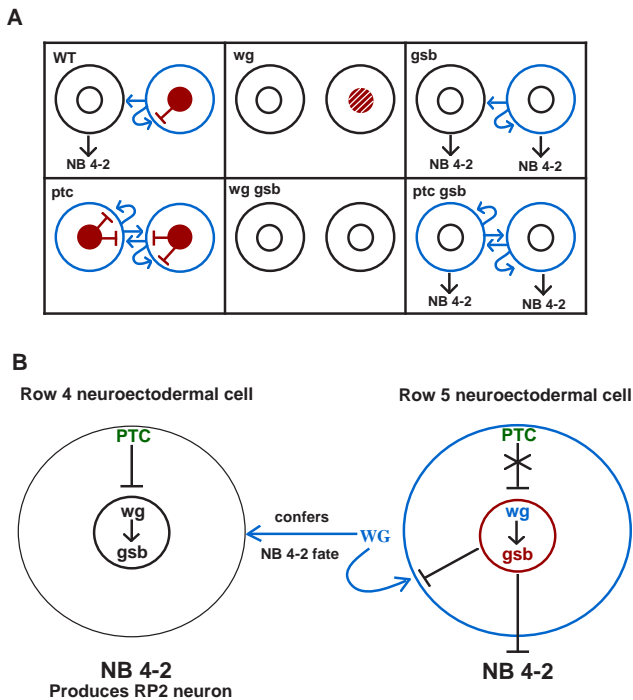 A
WT
wg
gsb
NB 4-2
NB 4-2
NB 4-2
ptc
wg gsb
ptc gsb
NB 4-2
NB 4-2
B
Row 4 neuroectodermal cell
Row 5 neuroectodermal cell
PTC
PTC
wg
gsb
confers
WG
NB 4-2 fate
wg
gsb
NB 4-2
Produces RP2 neuron
NB 4-2